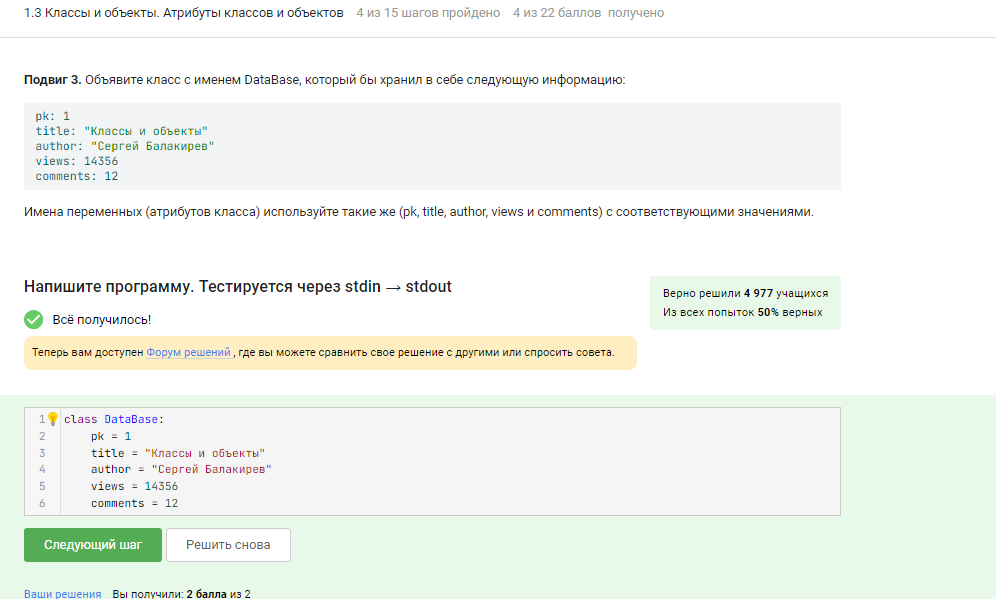 1.3 Классы и объекты. Атрибуты классов и объектов 4 из 15 шагов пройдено 4 из 22 баллов получено
Подвиг 3. Объявите класс с именем DataBase, который бы хранил в себе следующую информацию:
pk: 1
title: "Классы и объекты"
author: "Сергей Балакирев"
views: 14356
comments: 12
Имена переменных (атрибутов класса) используйте такие же (pk, title, author, views и comments) с соответствующими значениями.
Напишите программу. Тестируется через stdin → stdout
Верно решили 4 977 учащихся
Из всех попыток 50% верных
Всё получилось!
Теперь вам доступен Форум решений, где вы можете сравнить свое решение с другими или спросить совета.
1 class DataBase:
2 pk = 1
3 title = "Классы и объекты"
4 author = "Сергей Балакирев"
5 views = 14356
6 comments = 12
Следующий шаг Решить снова
Ваши решения Вы получили: 2 балла из 2